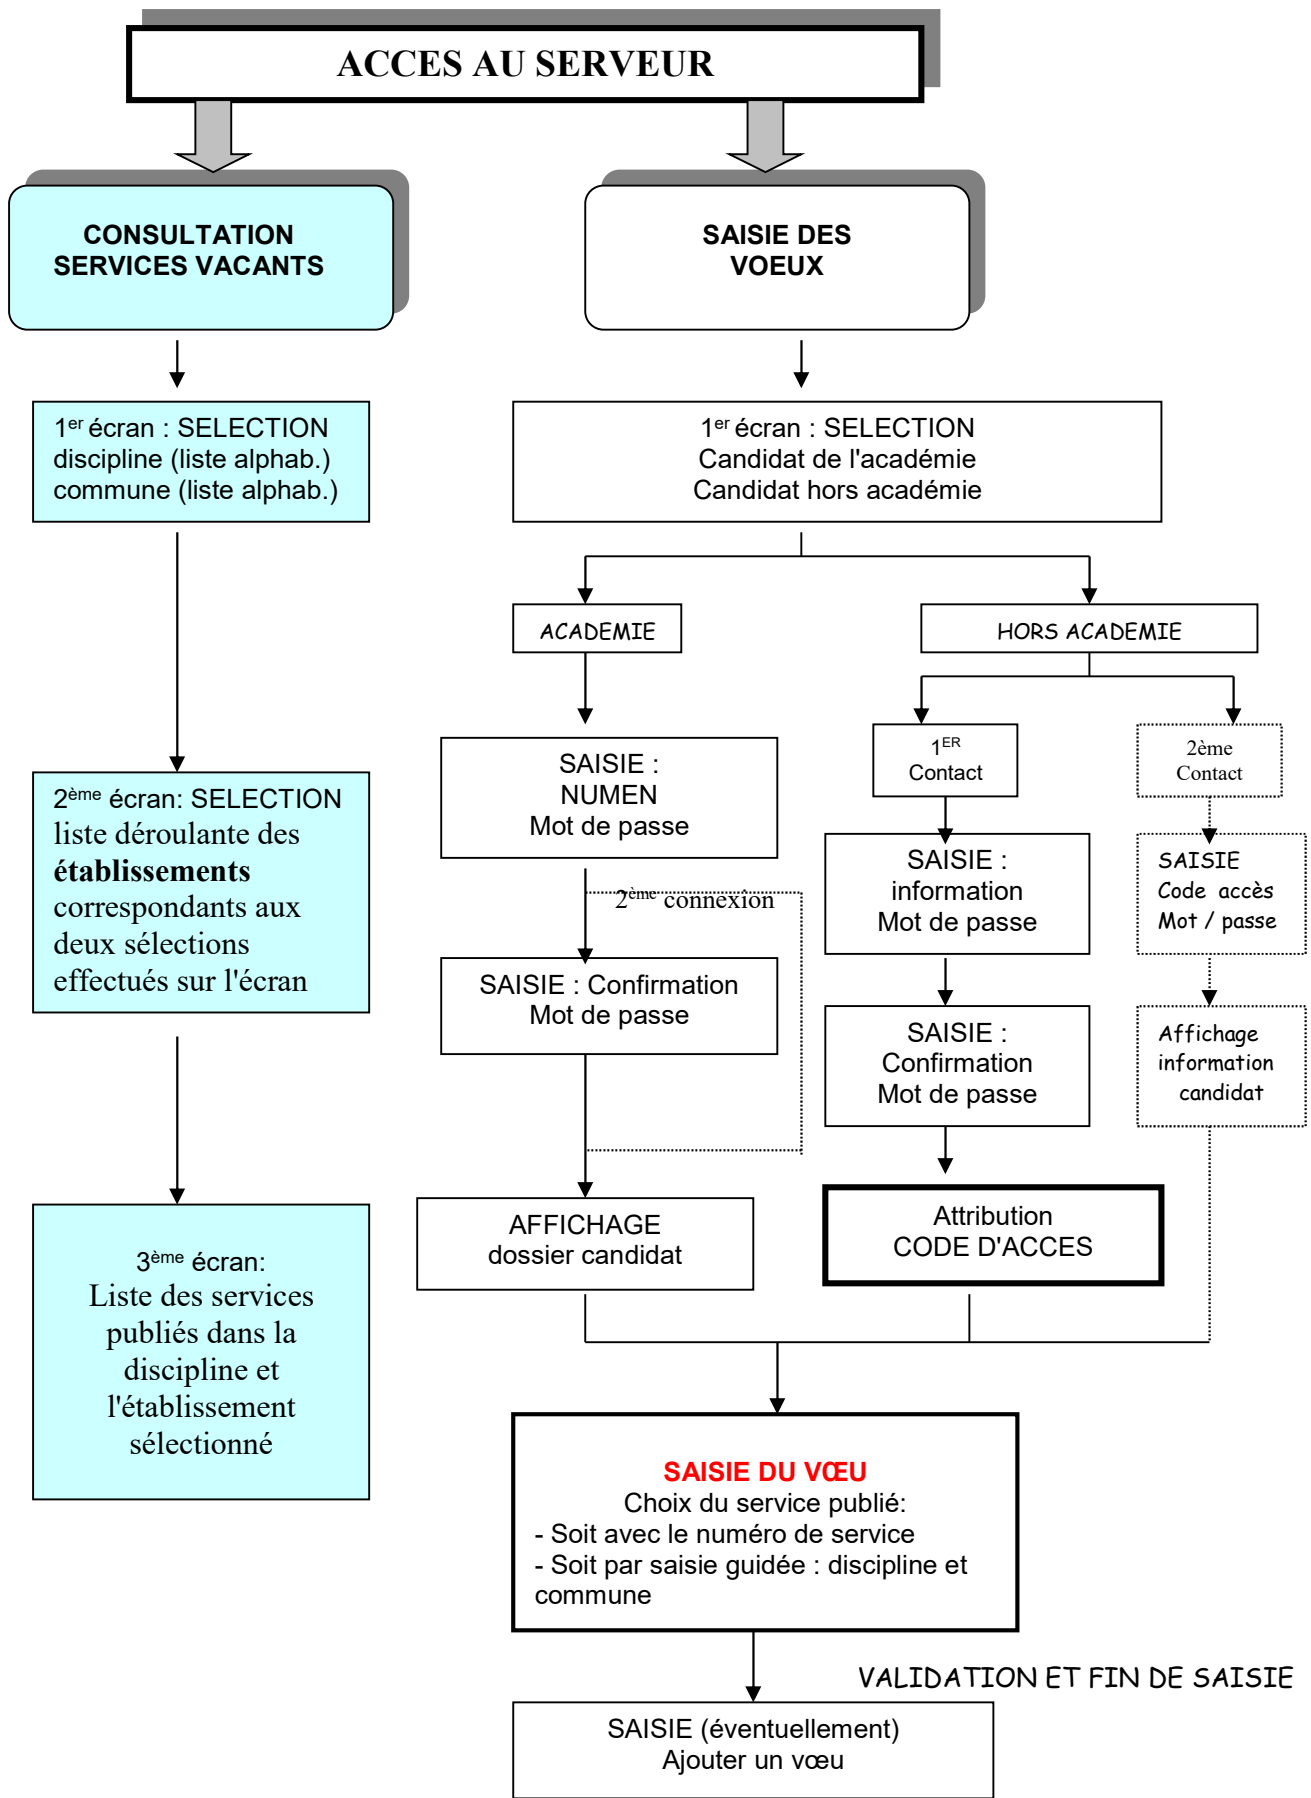 ACCES AU SERVEUR
CONSULTATION
SERVICES VACANTS
SAISIE DES
VOEUX
1er écran : SELECTION
discipline (liste alphab.)
commune (liste alphab.)
1er écran : SELECTION
Candidat de l'académie
Candidat hors académie
ACADEMIE
HORS ACADEMIE
2ème écran: SELECTION
liste déroulante des
établissements
correspondants aux
deux sélections
effectués sur l'écran
SAISIE :
NUMEN
Mot de passe
1ER
Contact
2ème
Contact
2ème connexion
SAISIE :
information
Mot de passe
SAISIE
Code accès
Mot / passe
SAISIE : Confirmation
Mot de passe
SAISIE :
Confirmation
Mot de passe
Affichage
information
candidat
3ème écran:
Liste des services
publiés dans la
discipline et
l'établissement
sélectionné
AFFICHAGE
dossier candidat
Attribution
CODE D'ACCES
SAISIE DU VŒU
Choix du service publié:
- Soit avec le numéro de service
- Soit par saisie guidée : discipline et
commune
VALIDATION ET FIN DE SAISIE
SAISIE (éventuellement)
Ajouter un vœu